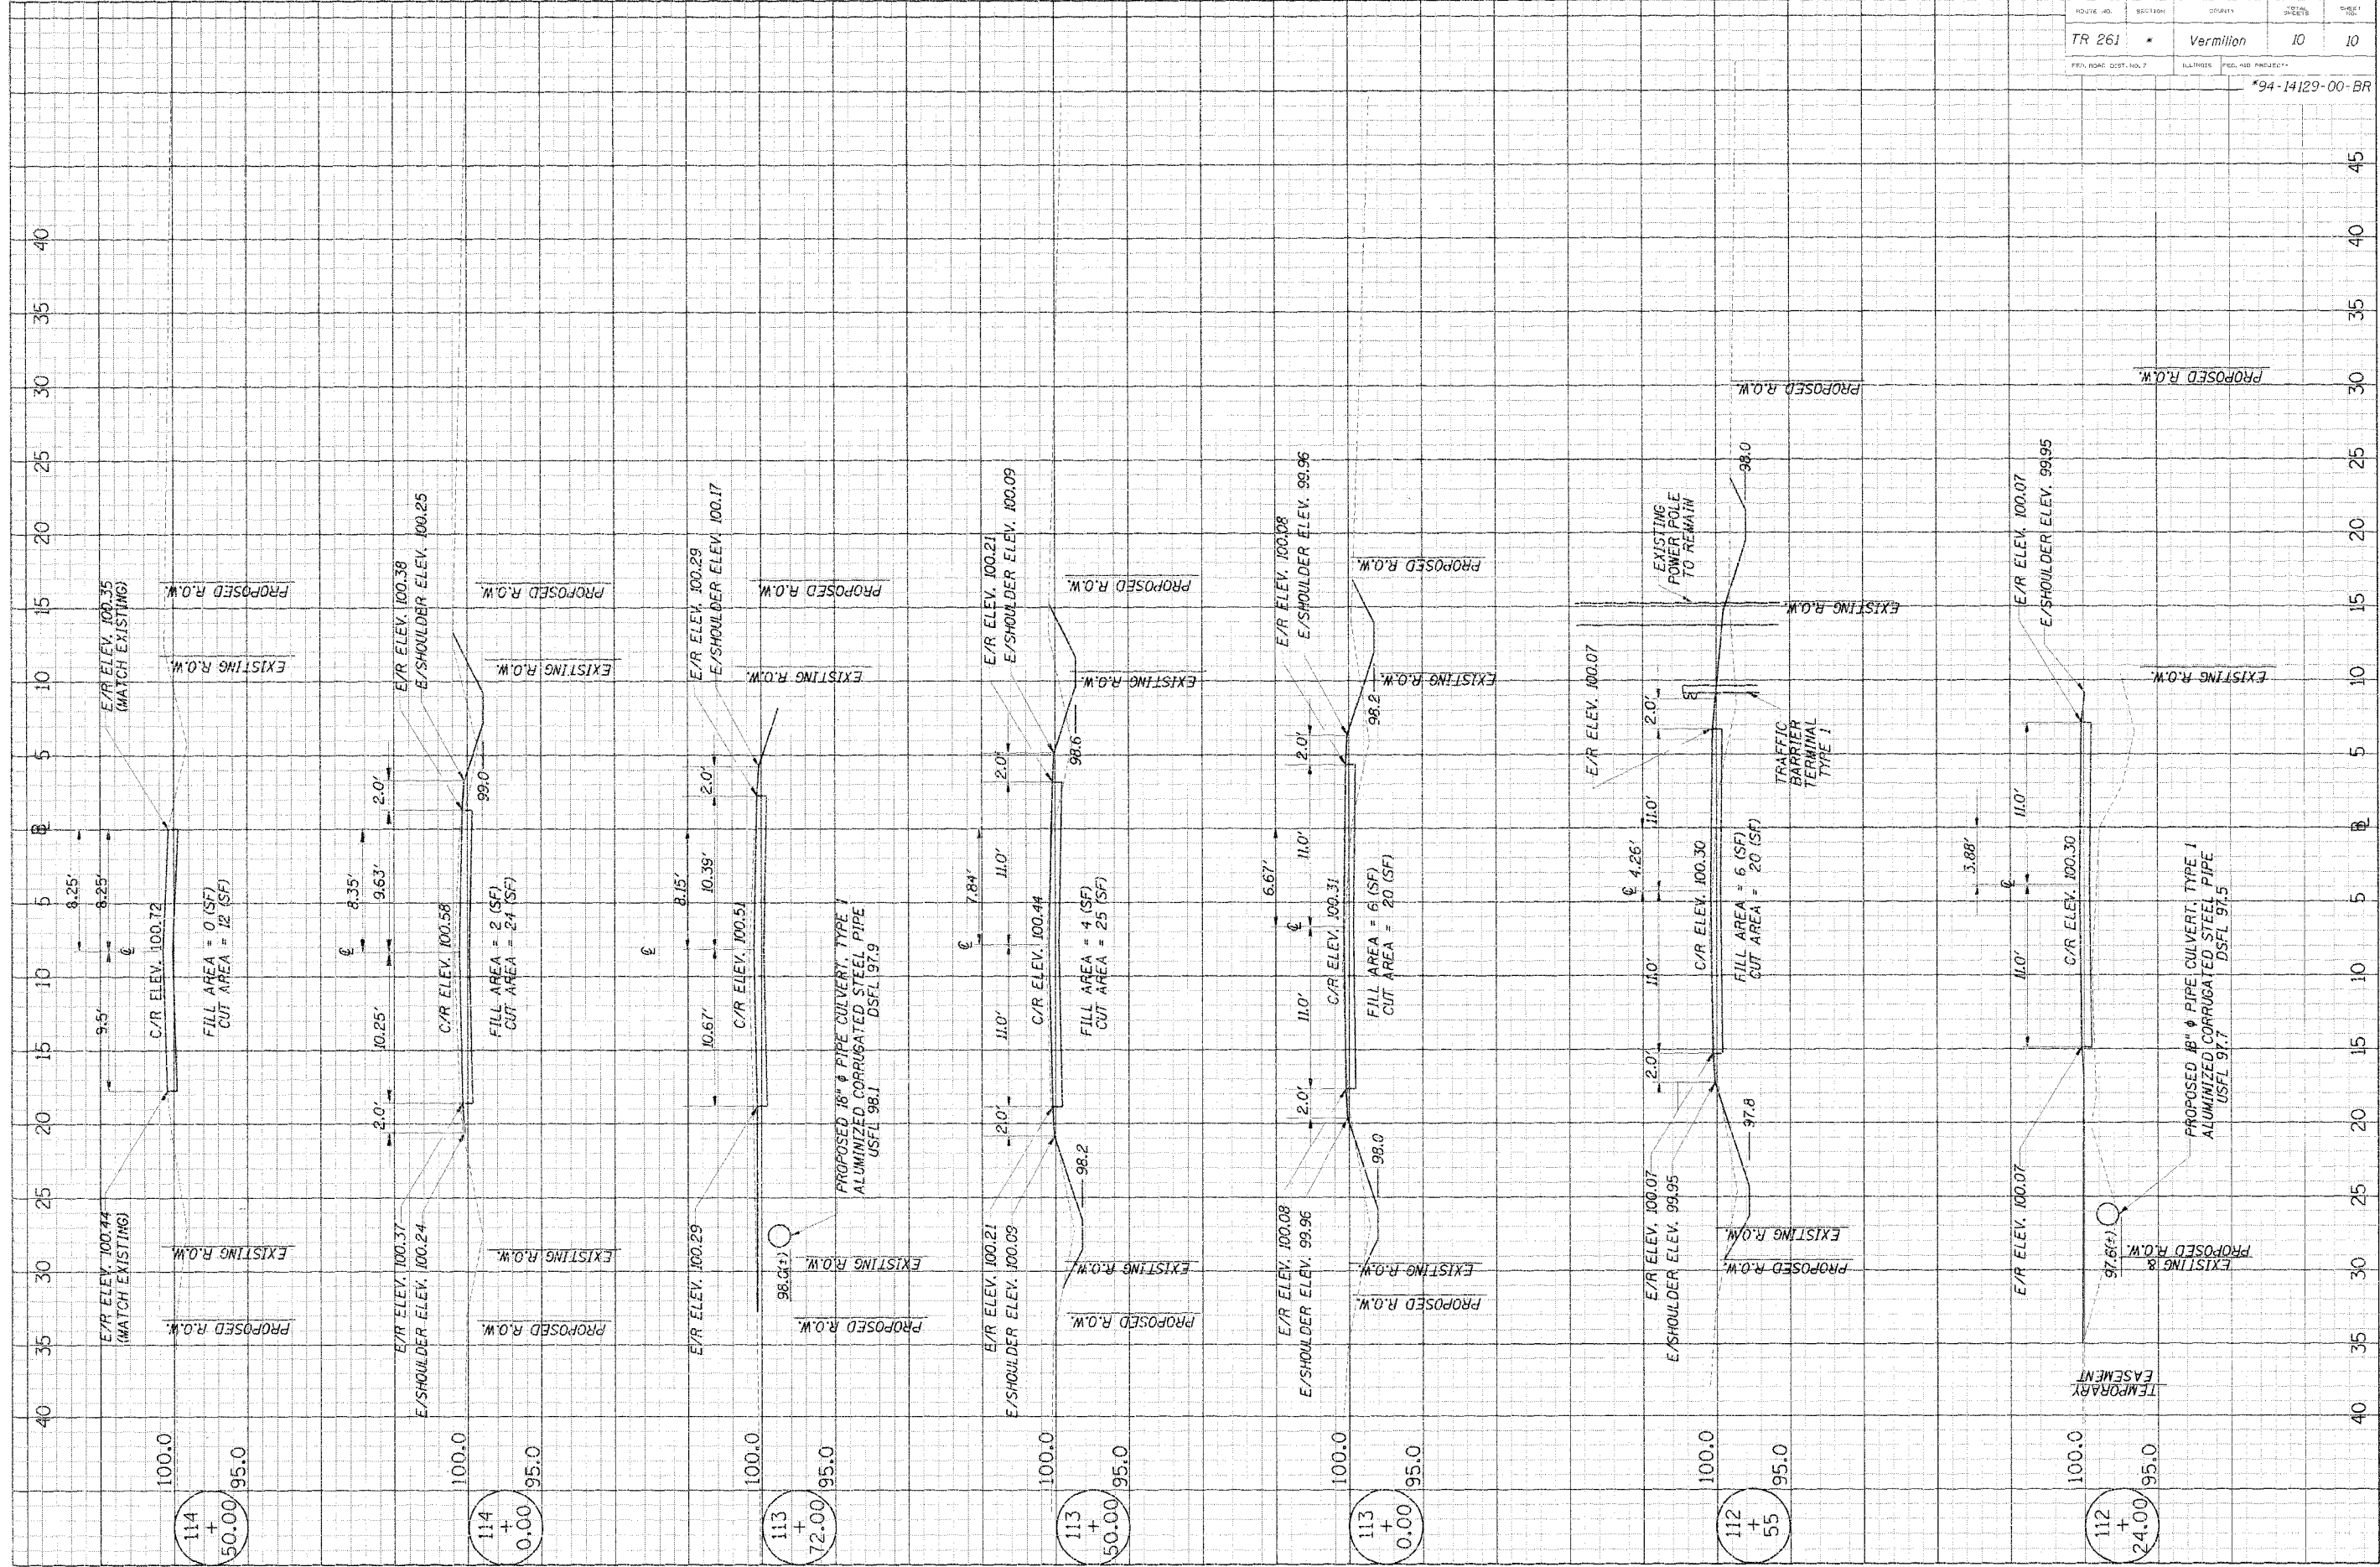 ROUTE NO. SECTION COUNTY TOTAL SHEETS SHEET NO.
TR 261 * Vermilion 10 10
FED. ROAD DIST. NO. 7 ILLINOIS FED. AID PROJECT-
*94-14129-00-BR
40 35 30 25 20 15 10 5 ℄ 5 10 15 20 25 30 35 40
114
+
50.00
100.0
95.0
E/R ELEV. 100.44
(MATCH EXISTING)
9.5'
8.25'
8.25'
℄
C/R ELEV. 100.72
E/R ELEV. 100.35
(MATCH EXISTING)
FILL AREA = 0 (SF)
CUT AREA = 12 (SF)
PROPOSED R.O.W.
EXISTING R.O.W.
EXISTING R.O.W.
PROPOSED R.O.W.
114
+
0.00
100.0
95.0
E/R ELEV. 100.37
E/SHOULDER ELEV. 100.24
2.0'
10.25'
℄
8.35'
9.63'
2.0'
C/R ELEV. 100.58
E/R ELEV. 100.38
E/SHOULDER ELEV. 100.25
99.0
FILL AREA = 2 (SF)
CUT AREA = 24 (SF)
PROPOSED R.O.W.
EXISTING R.O.W.
EXISTING R.O.W.
PROPOSED R.O.W.
113
+
72.00
100.0
95.0
E/R ELEV. 100.29
10.67'
℄
8.15'
10.39'
2.0'
C/R ELEV. 100.51
E/R ELEV. 100.29
E/SHOULDER ELEV. 100.17
98.0(±)
PROPOSED 18" ϕ PIPE CULVERT, TYPE 1
ALUMINIZED CORRUGATED STEEL PIPE
USFL 98.1 DSFL 97.9
PROPOSED R.O.W.
EXISTING R.O.W.
EXISTING R.O.W.
PROPOSED R.O.W.
113
+
50.00
100.0
95.0
E/R ELEV. 100.21
E/SHOULDER ELEV. 100.09
2.0'
11.0'
℄
7.84'
11.0'
2.0'
C/R ELEV. 100.44
E/R ELEV. 100.21
E/SHOULDER ELEV. 100.09
98.2
98.6
FILL AREA = 4 (SF)
CUT AREA = 25 (SF)
PROPOSED R.O.W.
EXISTING R.O.W.
EXISTING R.O.W.
PROPOSED R.O.W.
113
+
0.00
100.0
95.0
E/R ELEV. 100.08
E/SHOULDER ELEV. 99.96
2.0'
11.0'
℄
6.67'
11.0'
2.0'
C/R ELEV. 100.31
E/R ELEV. 100.08
E/SHOULDER ELEV. 99.96
98.0
98.2
FILL AREA = 6 (SF)
CUT AREA = 20 (SF)
PROPOSED R.O.W.
EXISTING R.O.W.
EXISTING R.O.W.
PROPOSED R.O.W.
112
+
55
100.0
95.0
E/R ELEV. 100.07
E/SHOULDER ELEV. 99.95
2.0'
11.0'
℄
4.26'
11.0'
2.0'
C/R ELEV. 100.30
E/R ELEV. 100.07
97.8
98.0
FILL AREA = 6 (SF)
CUT AREA = 20 (SF)
TRAFFIC
BARRIER
TERMINAL
TYPE 1
EXISTING
POWER POLE
TO REMAIN
PROPOSED R.O.W.
EXISTING R.O.W.
EXISTING R.O.W.
PROPOSED R.O.W.
112
+
24.00
100.0
95.0
TEMPORARY
EASEMENT
E/R ELEV. 100.07
11.0'
℄
3.88'
11.0'
C/R ELEV. 100.30
E/R ELEV. 100.07
E/SHOULDER ELEV. 99.95
97.6(±)
PROPOSED 18" ϕ PIPE CULVERT, TYPE 1
ALUMINIZED CORRUGATED STEEL PIPE
USFL 97.7 DSFL 97.5
EXISTING &
PROPOSED R.O.W.
EXISTING R.O.W.
PROPOSED R.O.W.
40 35 30 25 20 15 10 5 ℄ 5 10 15 20 25 30 35 40 45